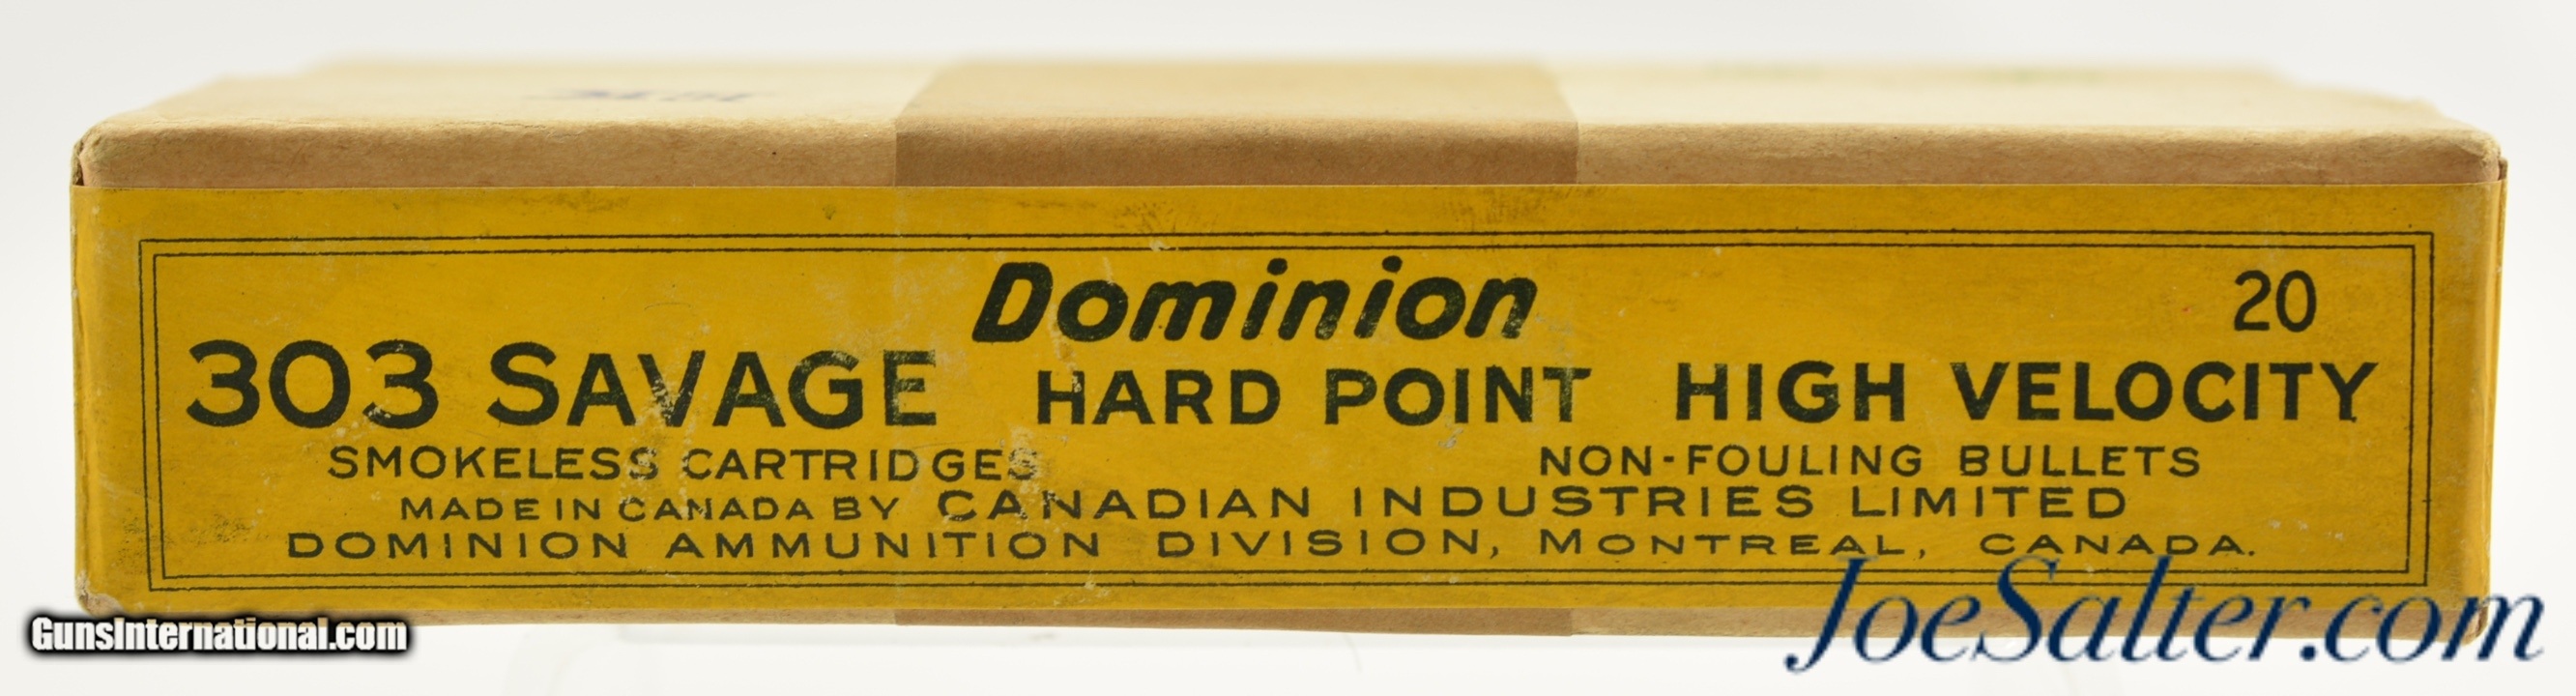 Dominion
20
303 SAVAGE HARD POINT HIGH VELOCITY
SMOKELESS CARTRIDGES NON-FOULING BULLETS
MADE IN CANADA BY CANADIAN INDUSTRIES LIMITED
DOMINION AMMUNITION DIVISION, MONTREAL, CANADA.
GunsInternational.com
JoeSalter.com